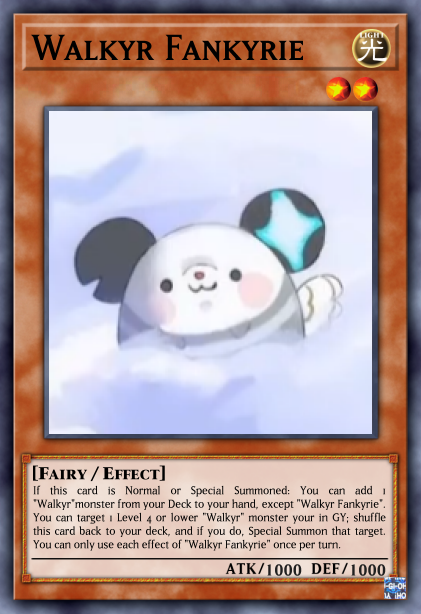 Walkyr Fankyrie
LIGHT
光
[Fairy / Effect]
If this card is Normal or Special Summoned: You can add 1
"Walkyr"monster from your Deck to your hand, except "Walkyr Fankyrie".
You can target 1 Level 4 or lower "Walkyr" monster your in GY; shuffle
this card back to your deck, and if you do, Special Summon that target.
You can only use each effect of "Walkyr Fankyrie" once per turn.
ATK/1000 DEF/1000